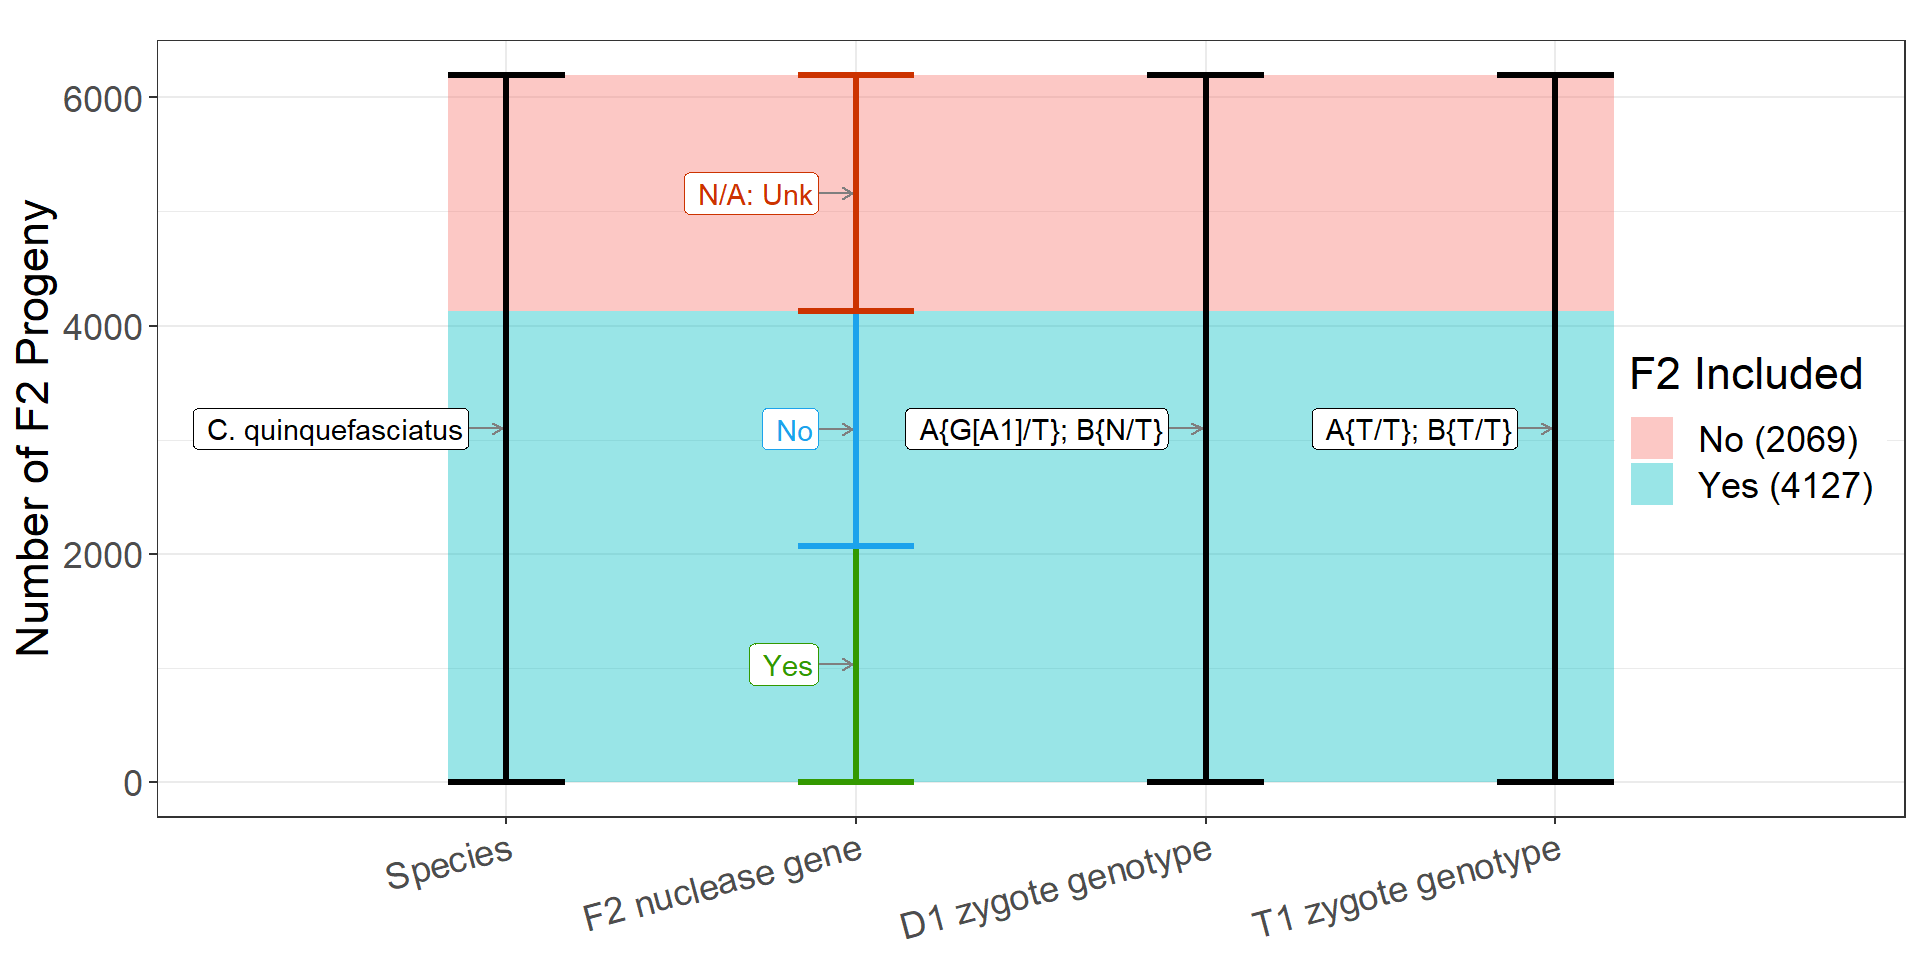 Number of F2 Progeny
6000
4000
2000
0
N/A: Unk
C. quinquefasciatus
No
A{G[A1]/T}; B{N/T}
A{T/T}; B{T/T}
Yes
F2 Included
No (2069)
Yes (4127)
Species
F2 nuclease gene
D1 zygote genotype
T1 zygote genotype